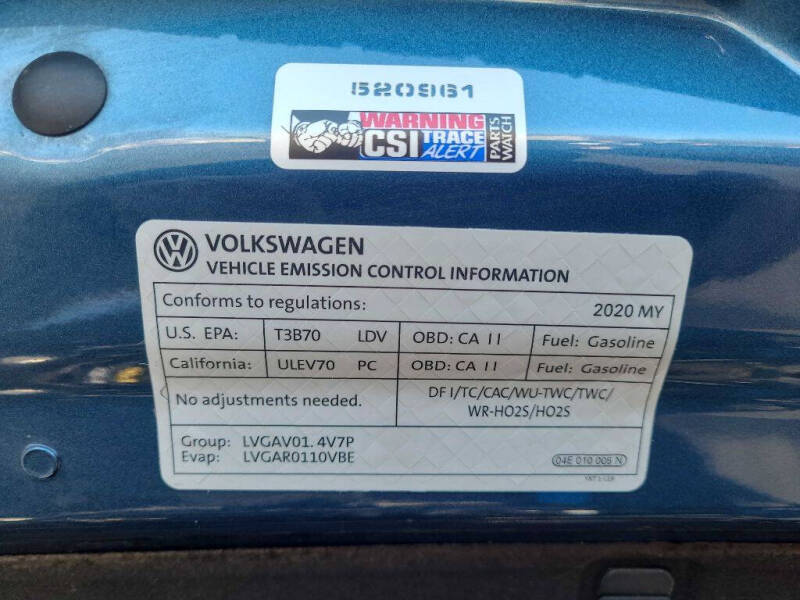 520961
WARNING
CSI TRACE
ALERT
PARTS
WATCH
VOLKSWAGEN
VEHICLE EMISSION CONTROL INFORMATION
Conforms to regulations: 2020 MY
U.S. EPA: T3B70 LDV OBD: CA II Fuel: Gasoline
California: ULEV70 PC OBD: CA II Fuel: Gasoline
No adjustments needed. DFI/TC/CAC/WU-TWC/TWC/
WR-HO2S/HO2S
Group: LVGAV01.4V7P
Evap: LVGAR0110VBE
04E 010 006 N